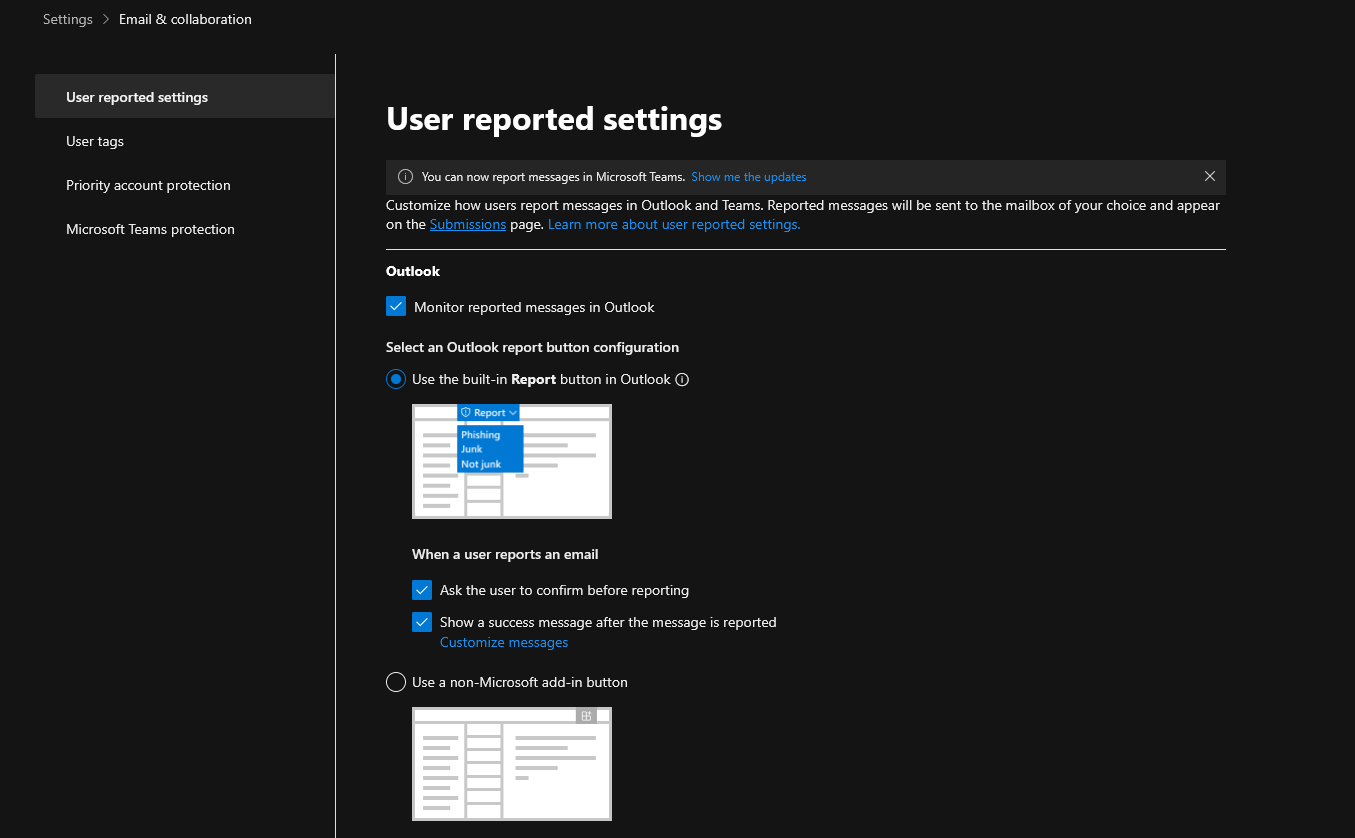 Settings > Email & collaboration
User reported settings
User tags
Priority account protection
Microsoft Teams protection
User reported settings
You can now report messages in Microsoft Teams. Show me the updates
Customize how users report messages in Outlook and Teams. Reported messages will be sent to the mailbox of your choice and appear
on the Submissions page. Learn more about user reported settings.
Outlook
Monitor reported messages in Outlook
Select an Outlook report button configuration
Use the built-in Report button in Outlook
Report
Phishing
Junk
Not junk
When a user reports an email
Ask the user to confirm before reporting
Show a success message after the message is reported
Customize messages
Use a non-Microsoft add-in button